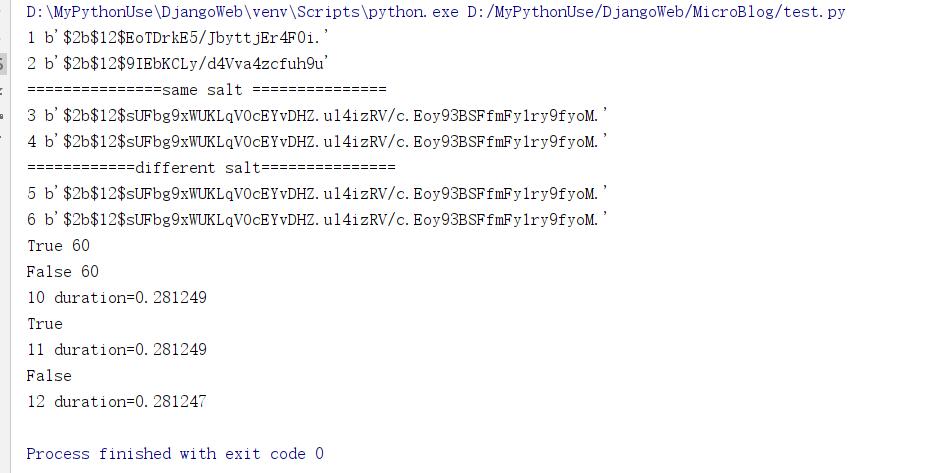 D:\MyPythonUse\DjangoWeb\venv\Scripts\python.exe D:/MyPythonUse/DjangoWeb/MicroBlog/test.py
1 b'$2b$12$EoTDrkE5/JbyttjEr4F0i.'
2 b'$2b$12$9IEbKCLy/d4Vva4zcfuh9u'
===============same salt ===============
3 b'$2b$12$sUFbg9xWUKLqV0cEYvDHZ.ul4izRV/c.Eoy93BSFfmFy1ry9fyoM.'
4 b'$2b$12$sUFbg9xWUKLqV0cEYvDHZ.ul4izRV/c.Eoy93BSFfmFy1ry9fyoM.'
============different salt===============
5 b'$2b$12$sUFbg9xWUKLqV0cEYvDHZ.ul4izRV/c.Eoy93BSFfmFy1ry9fyoM.'
6 b'$2b$12$sUFbg9xWUKLqV0cEYvDHZ.ul4izRV/c.Eoy93BSFfmFy1ry9fyoM.'
True 60
False 60
10 duration=0.281249
True
11 duration=0.281249
False
12 duration=0.281247
Process finished with exit code 0